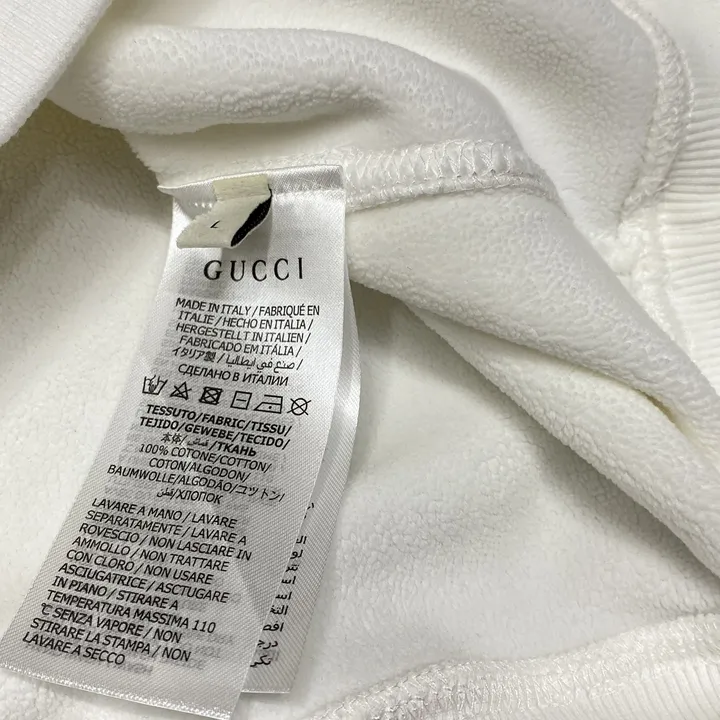 L
GUCCI
MADE IN ITALY / FABRIQUÉ EN
ITALIE / HECHO EN ITALIA /
HERGESTELLT IN ITALIEN /
FABRICADO EM ITÁLIA /
イタリア製 / صنع في ايطاليا /
СДЕЛАНО В ИТАЛИИ
TESSUTO/FABRIC/TISSU/
TEJIDO/GEWEBE/TECIDO/
本体/ قماش /ТКАНЬ
100% COTONE/COTTON/
COTON/ALGODON/
BAUMWOLLE/ALGODÃO/コットン/
قطن/ХЛОПОК
LAVARE A MANO / LAVARE
SEPARATAMENTE / LAVARE A
ROVESCIO / NON LASCIARE IN
AMMOLLO / NON TRATTARE
CON CLORO / NON USARE
ASCIUGATRICE / ASCTUGARE
IN PIANO / STIRARE A
TEMPERATURA MASSIMA 110
°C SENZA VAPORE / NON
STIRARE LA STAMPA / NON
LAVARE A SECCO